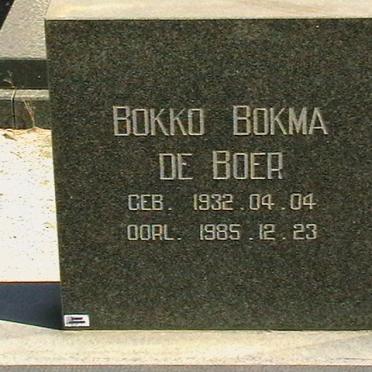 BOKKO BOKMA
DE BOER
GEB. 1932.04.04
OORL. 1985.12.23